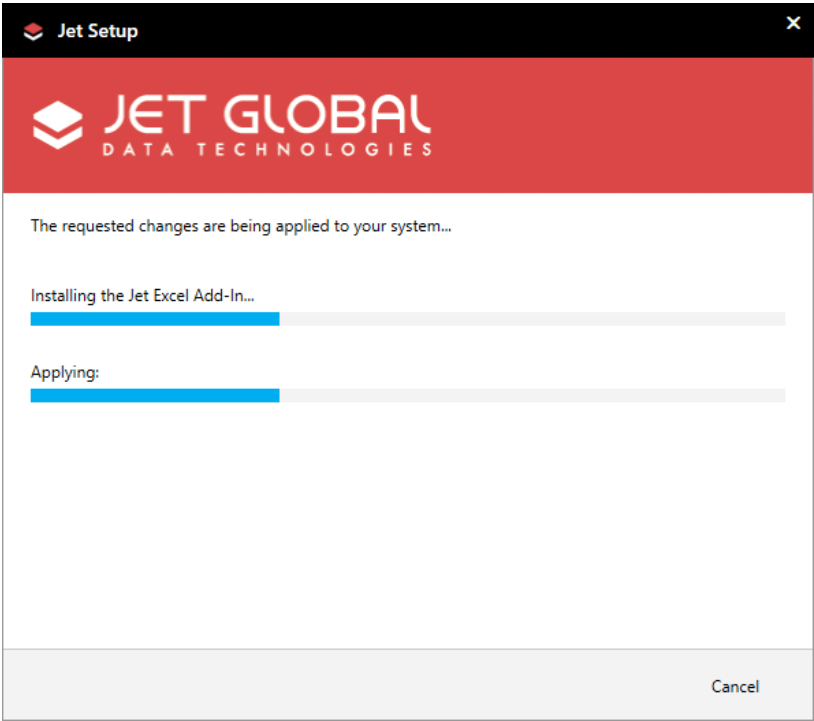 Jet Setup
JET GLOBAL
DATA TECHNOLOGIES
The requested changes are being applied to your system...
Installing the Jet Excel Add-In...
Applying:
Cancel